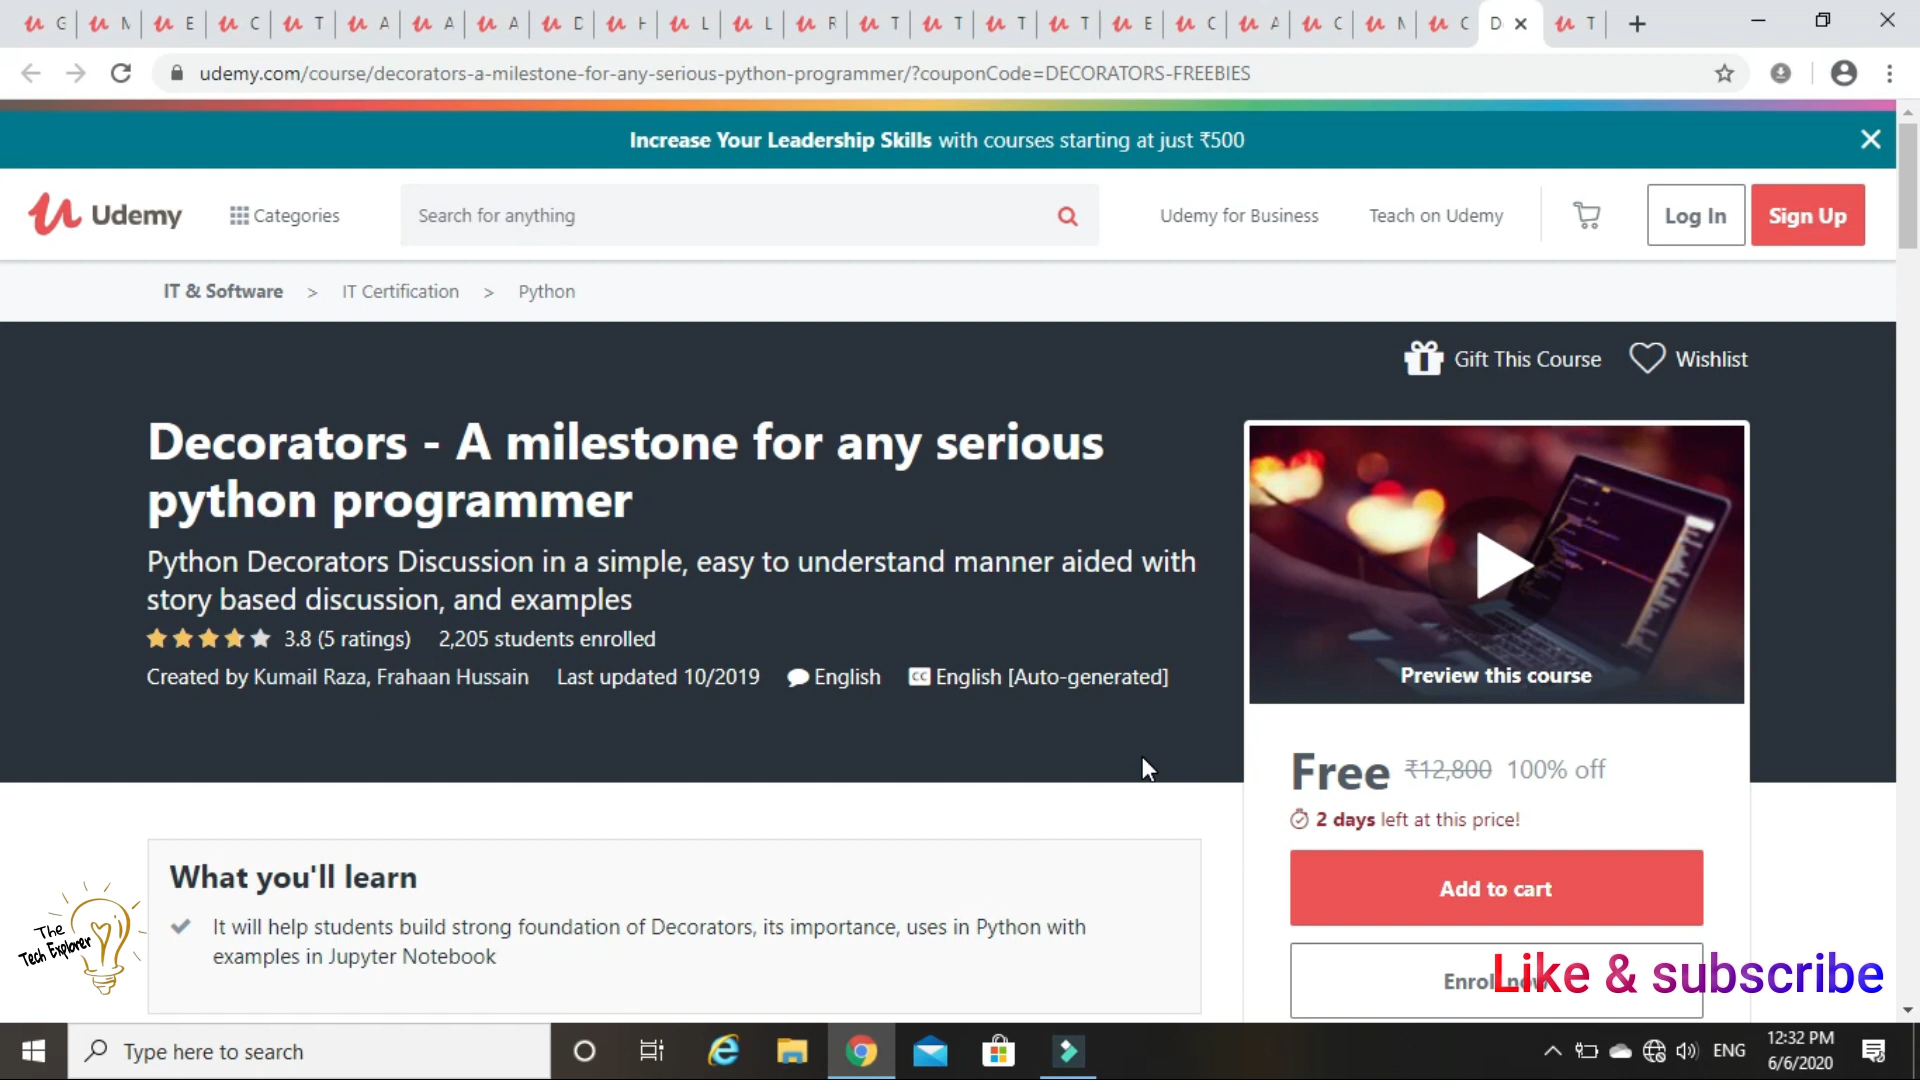 G M E C T A A A D H L L R T T T T E C A C M C D T
udemy.com/course/decorators-a-milestone-for-any-serious-python-programmer/?couponCode=DECORATORS-FREEBIES
Increase Your Leadership Skills with courses starting at just ₹500
Udemy Categories Search for anything Udemy for Business Teach on Udemy Log In Sign Up
IT & Software > IT Certification > Python
Gift This Course Wishlist
Decorators - A milestone for any serious
python programmer
Python Decorators Discussion in a simple, easy to understand manner aided with
story based discussion, and examples
3.8 (5 ratings) 2,205 students enrolled
Created by Kumail Raza, Frahaan Hussain Last updated 10/2019 English CC English [Auto-generated]
Preview this course
Free ₹12,800 100% off
2 days left at this price!
Add to cart
What you'll learn
It will help students build strong foundation of Decorators, its importance, uses in Python with
examples in Jupyter Notebook
The
Tech Explorer
Enroll now
Like & subscribe
Type here to search
ENG
12:32 PM
6/6/2020